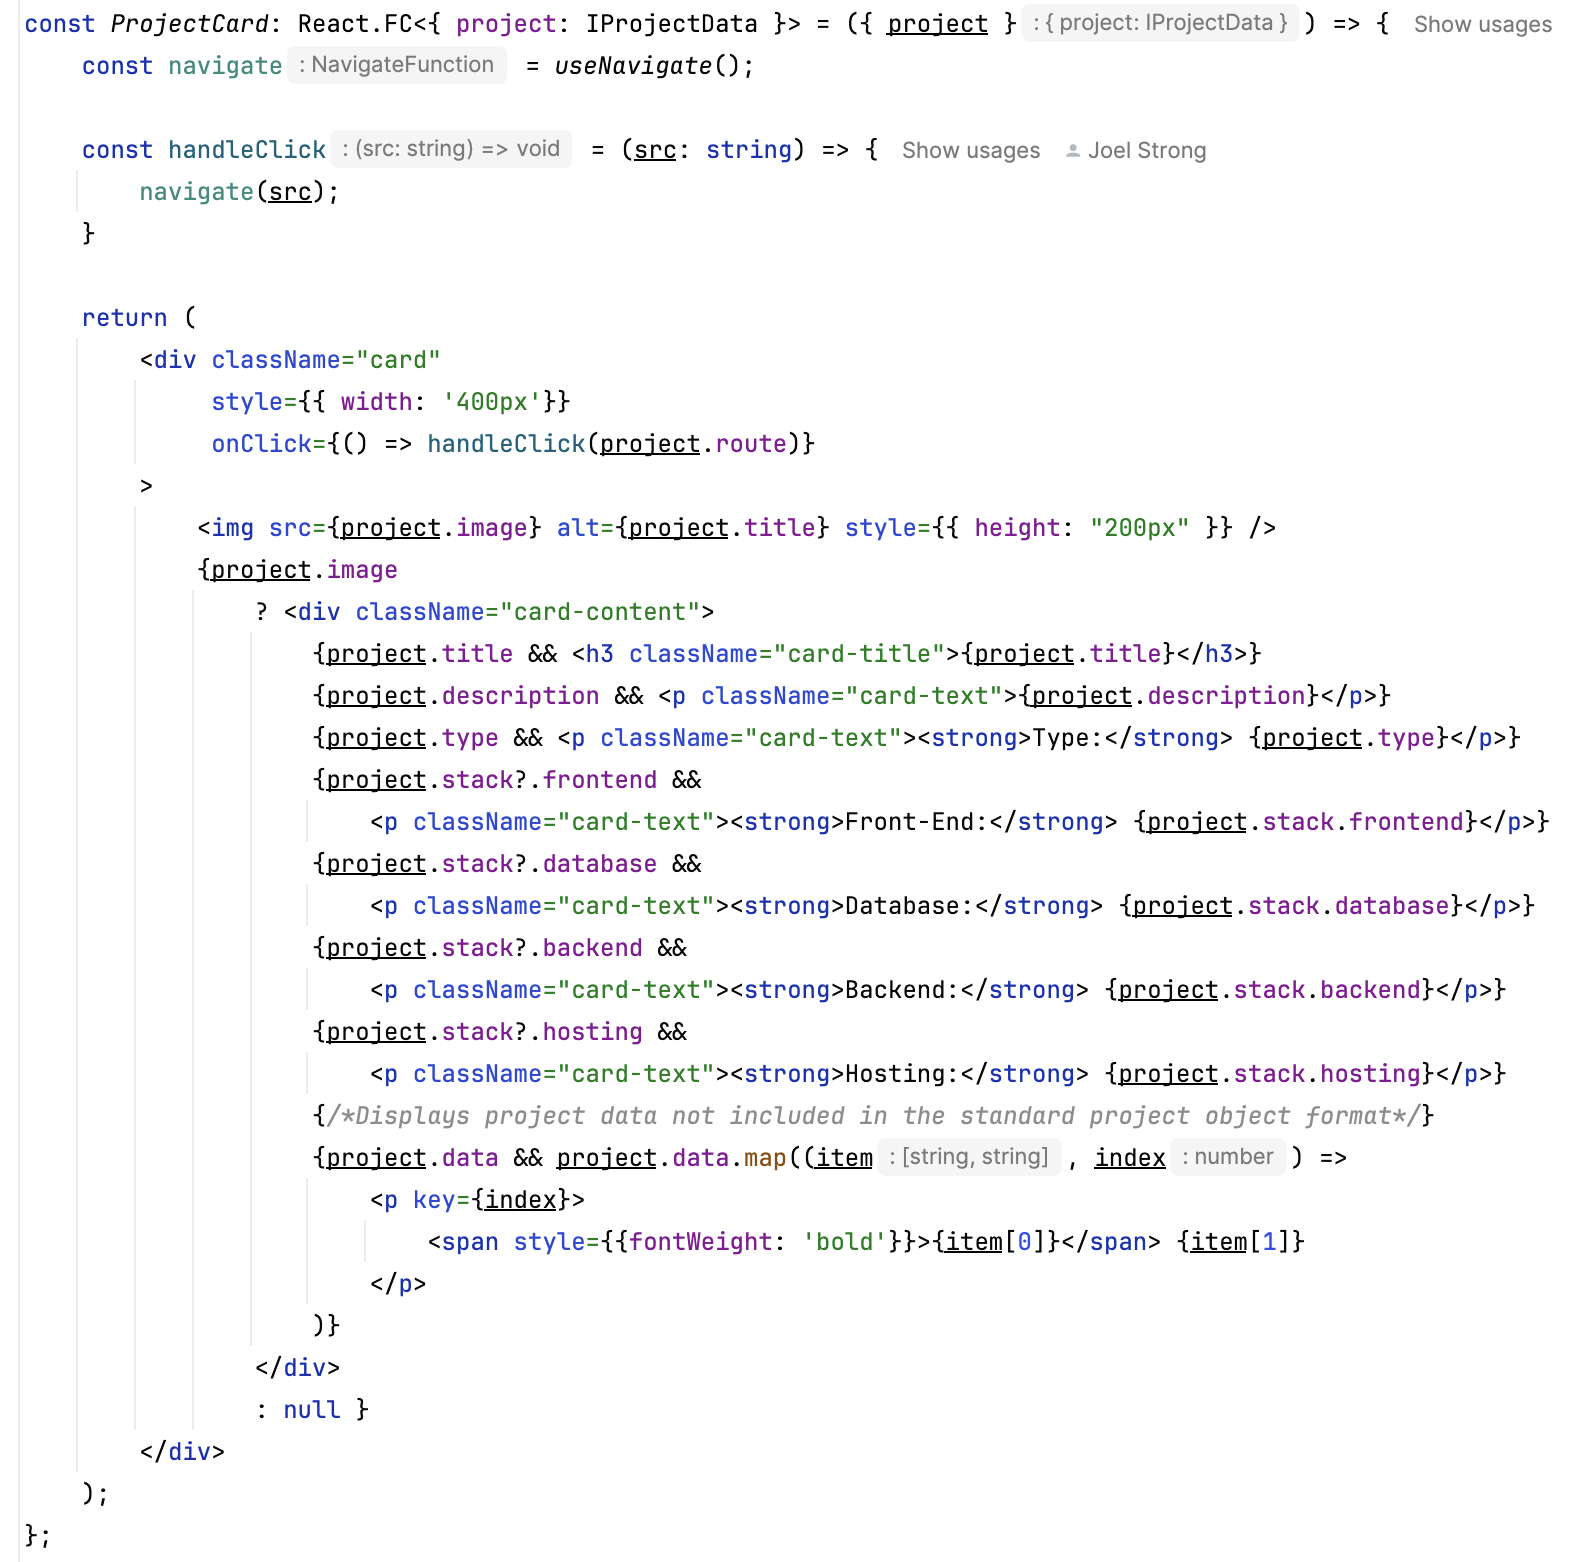 const ProjectCard: React.FC<{ project: IProjectData }> = ({ project } : { project: IProjectData } ) => { Show usages
    const navigate : NavigateFunction = useNavigate();

    const handleClick : (src: string) => void = (src: string) => { Show usages Joel Strong
        navigate(src);
    }

    return (
        <div className="card"
             style={{ width: '400px'}}
             onClick={() => handleClick(project.route)}
        >
            <img src={project.image} alt={project.title} style={{ height: "200px" }} />
            {project.image
                ? <div className="card-content">
                    {project.title && <h3 className="card-title">{project.title}</h3>}
                    {project.description && <p className="card-text">{project.description}</p>}
                    {project.type && <p className="card-text"><strong>Type:</strong> {project.type}</p>}
                    {project.stack?.frontend &&
                        <p className="card-text"><strong>Front-End:</strong> {project.stack.frontend}</p>}
                    {project.stack?.database &&
                        <p className="card-text"><strong>Database:</strong> {project.stack.database}</p>}
                    {project.stack?.backend &&
                        <p className="card-text"><strong>Backend:</strong> {project.stack.backend}</p>}
                    {project.stack?.hosting &&
                        <p className="card-text"><strong>Hosting:</strong> {project.stack.hosting}</p>}
                    {/*Displays project data not included in the standard project object format*/}
                    {project.data && project.data.map((item : [string, string] , index : number ) =>
                        <p key={index}>
                            <span style={{fontWeight: 'bold'}}>{item[0]}</span> {item[1]}
                        </p>
                    )}
                </div>
                : null }
        </div>
    );
};